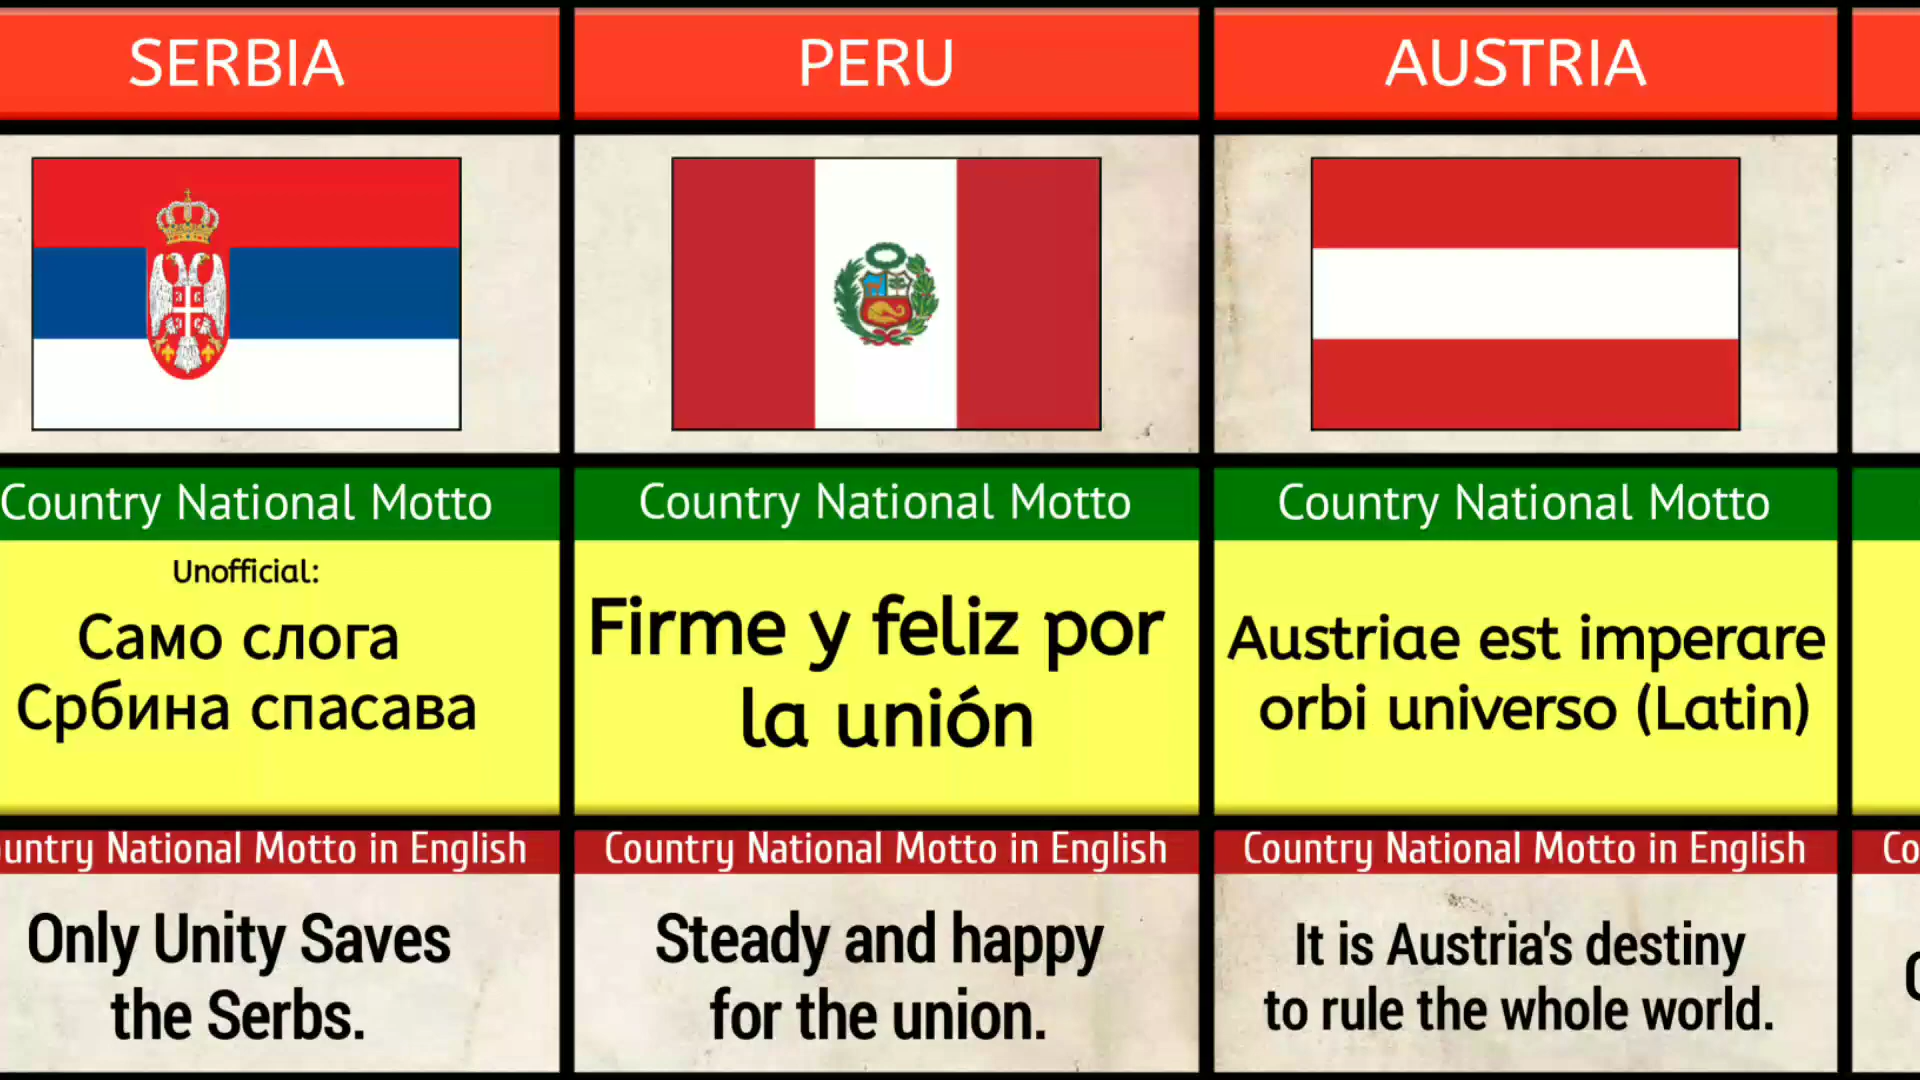 SERBIA
PERU
AUSTRIA
Country National Motto
Country National Motto
Country National Motto
Unofficial:
Само слога
Србина спасава
Firme y feliz por
la unión
Austriae est imperare
orbi universo (Latin)
untry National Motto in English
Country National Motto in English
Country National Motto in English
Co
Only Unity Saves
the Serbs.
Steady and happy
for the union.
It is Austria's destiny
to rule the whole world.